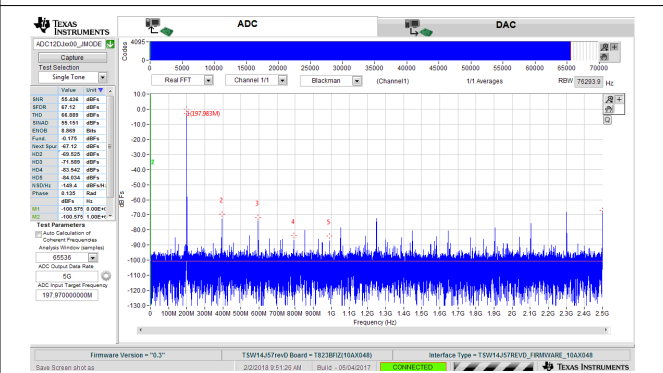 TEXAS
INSTRUMENTS
ADC
DAC
ADC12DJxx00_JMODE
Capture
Test Selection
Single Tone
Value Unit
SNR 55.436 dBFs
SFDR 67.12 dBFs
THD 66.889 dBFs
SINAD 55.151 dBFs
ENOB 8.869 Bits
Fund. -0.175 dBFs
Next Spur -67.12 dBFs
HD2 -69.525 dBFs
HD3 -71.589 dBFs
HD4 -83.542 dBFs
HD5 -84.034 dBFs
NSD/Hz -149.4 dBFs/H
Phase 0.135 Rad
dBFs Hz
M1 -100.575 0.00E+
M2 -100.575 1.00E+
Test Parameters
Auto Calculation of
Coherent Frequencies
Analysis Window (samples)
65536
ADC Output Data Rate
5G
ADC Input Target Frequency
197.970000000M
Codes
4095
0
0 5000 10000 15000 20000 25000 30000 35000 40000 45000 50000 55000 60000 65000 70000
Real FFT Channel 1/1 Blackman (Channel1) 1/1 Averages RBW 76293.9 Hz
dBFs
10.0
0.0
-10.0
-20.0
-30.0
-40.0
-50.0
-60.0
-70.0
-80.0
-90.0
-100.0
-110.0
-120.0
-130.0
1(197.983M)
2
3
4
5
0 100M 200M 300M 400M 500M 600M 700M 800M 900M 1G 1.1G 1.2G 1.3G 1.4G 1.5G 1.6G 1.7G 1.8G 1.9G 2G 2.1G 2.2G 2.3G 2.4G 2.5G
Frequency (Hz)
Firmware Version = "0.3" TSW14J57revD Board = T823BFIZ(10AX048) Interface Type = TSW14J57REVD_FIRMWARE_10AX048
Save Screen shot as 2/2/2018 9:51:26 AM Build - 05/04/2017 CONNECTED TEXAS INSTRUMENTS